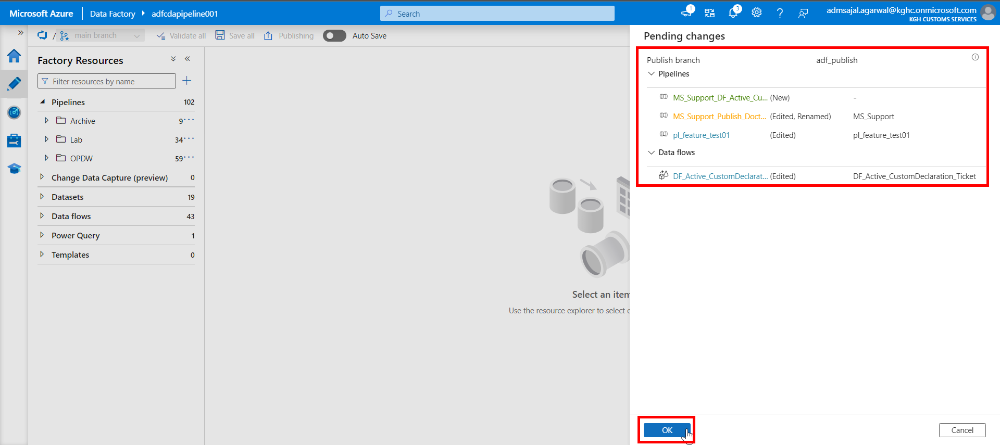 Microsoft Azure Data Factory adfcdapipeline001 Search 1 3 admsajal.agarwal@kghc.onmicrosoft.com
KGH CUSTOMS SERVICES
/ main branch Validate all Save all Publishing Auto Save
Factory Resources
Filter resources by name
Pipelines 102
Archive 9
Lab 34
OPDW 59
Change Data Capture (preview) 0
Datasets 19
Data flows 43
Power Query 1
Templates 0
Select an item
Use the resource explorer to select
Pending changes
Publish branch adf_publish
Pipelines
MS_Support_DF_Active_Cu... (New) -
MS_Support_Publish_Doct... (Edited, Renamed) MS_Support
pl_feature_test01 (Edited) pl_feature_test01
Data flows
DF_Active_CustomDeclarat... (Edited) DF_Active_CustomDeclaration_Ticket
OK Cancel